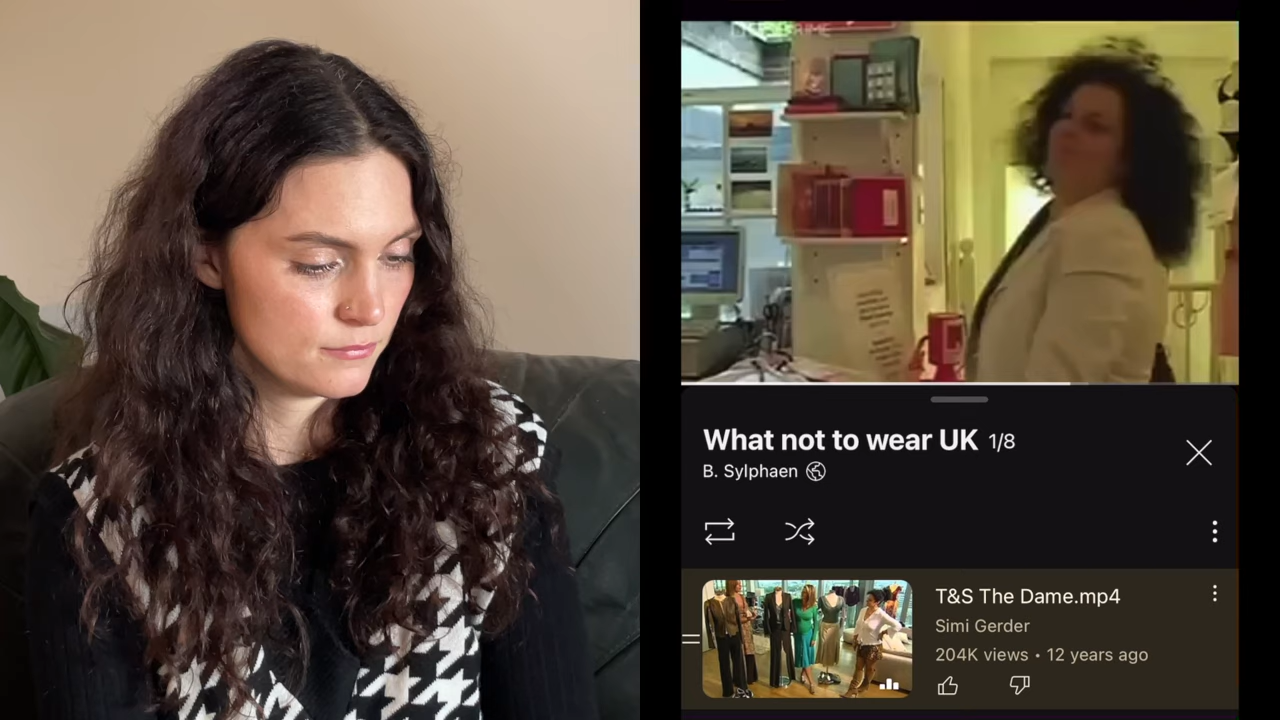 What not to wear UK 1/8
B. Sylphaen
T&S The Dame.mp4
Simi Gerder
204K views • 12 years ago